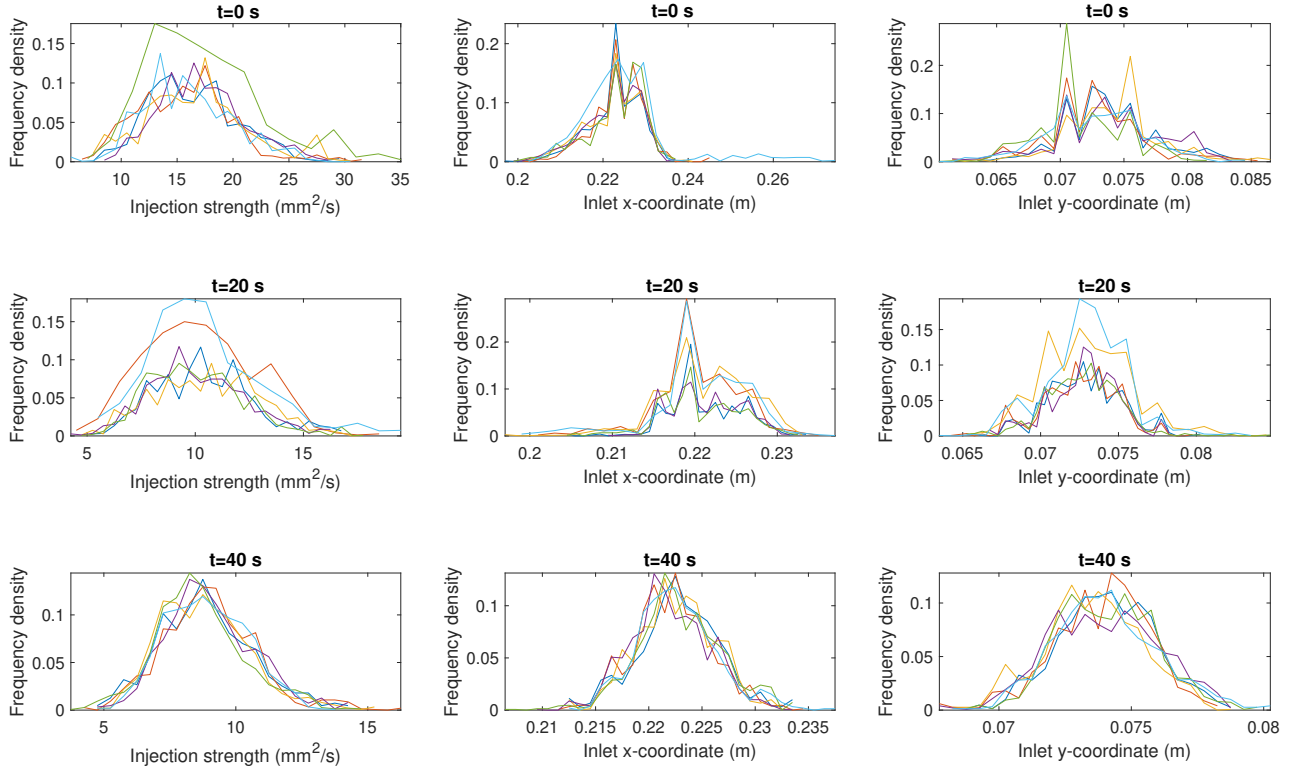 t=0 s
Frequency density
0.15
0.1
0.05
0
10 15 20 25 30 35
Injection strength (mm²/s)
t=0 s
Frequency density
0.2
0.1
0
0.2 0.22 0.24 0.26
Inlet x-coordinate (m)
t=0 s
Frequency density
0.2
0.1
0
0.065 0.07 0.075 0.08 0.085
Inlet y-coordinate (m)
t=20 s
Frequency density
0.15
0.1
0.05
0
5 10 15
Injection strength (mm²/s)
t=20 s
Frequency density
0.2
0.1
0
0.2 0.21 0.22 0.23
Inlet x-coordinate (m)
t=20 s
Frequency density
0.15
0.1
0.05
0
0.065 0.07 0.075 0.08
Inlet y-coordinate (m)
t=40 s
Frequency density
0.1
0.05
0
5 10 15
Injection strength (mm²/s)
t=40 s
Frequency density
0.1
0.05
0
0.21 0.215 0.22 0.225 0.23 0.235
Inlet x-coordinate (m)
t=40 s
Frequency density
0.1
0.05
0
0.07 0.075 0.08
Inlet y-coordinate (m)